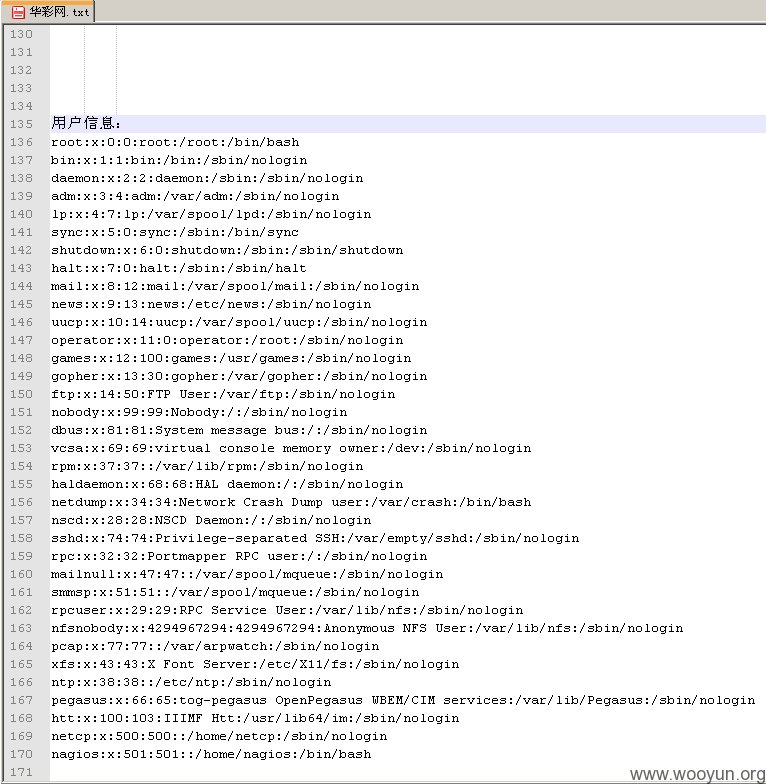 华彩网.txt
130
131
132
133
134
135 用户信息:
136 root:x:0:0:root:/root:/bin/bash
137 bin:x:1:1:bin:/bin:/sbin/nologin
138 daemon:x:2:2:daemon:/sbin:/sbin/nologin
139 adm:x:3:4:adm:/var/adm:/sbin/nologin
140 lp:x:4:7:lp:/var/spool/lpd:/sbin/nologin
141 sync:x:5:0:sync:/sbin:/bin/sync
142 shutdown:x:6:0:shutdown:/sbin:/sbin/shutdown
143 halt:x:7:0:halt:/sbin:/sbin/halt
144 mail:x:8:12:mail:/var/spool/mail:/sbin/nologin
145 news:x:9:13:news:/etc/news:/sbin/nologin
146 uucp:x:10:14:uucp:/var/spool/uucp:/sbin/nologin
147 operator:x:11:0:operator:/root:/sbin/nologin
148 games:x:12:100:games:/usr/games:/sbin/nologin
149 gopher:x:13:30:gopher:/var/gopher:/sbin/nologin
150 ftp:x:14:50:FTP User:/var/ftp:/sbin/nologin
151 nobody:x:99:99:Nobody:/:/sbin/nologin
152 dbus:x:81:81:System message bus:/:/sbin/nologin
153 vcsa:x:69:69:virtual console memory owner:/dev:/sbin/nologin
154 rpm:x:37:37::/var/lib/rpm:/sbin/nologin
155 haldaemon:x:68:68:HAL daemon:/:/sbin/nologin
156 netdump:x:34:34:Network Crash Dump user:/var/crash:/bin/bash
157 nscd:x:28:28:NSCD Daemon:/:/sbin/nologin
158 sshd:x:74:74:Privilege-separated SSH:/var/empty/sshd:/sbin/nologin
159 rpc:x:32:32:Portmapper RPC user:/:/sbin/nologin
160 mailnull:x:47:47::/var/spool/mqueue:/sbin/nologin
161 smmsp:x:51:51::/var/spool/mqueue:/sbin/nologin
162 rpcuser:x:29:29:RPC Service User:/var/lib/nfs:/sbin/nologin
163 nfsnobody:x:4294967294:4294967294:Anonymous NFS User:/var/lib/nfs:/sbin/nologin
164 pcap:x:77:77::/var/arpwatch:/sbin/nologin
165 xfs:x:43:43:X Font Server:/etc/X11/fs:/sbin/nologin
166 ntp:x:38:38::/etc/ntp:/sbin/nologin
167 pegasus:x:66:65:tog-pegasus OpenPegasus WBEM/CIM services:/var/lib/Pegasus:/sbin/nologin
168 htt:x:100:103:IIIMF Htt:/usr/lib64/im:/sbin/nologin
169 netcp:x:500:500::/home/netcp:/sbin/nologin
170 nagios:x:501:501::/home/nagios:/bin/bash
171
www.wooyun.org